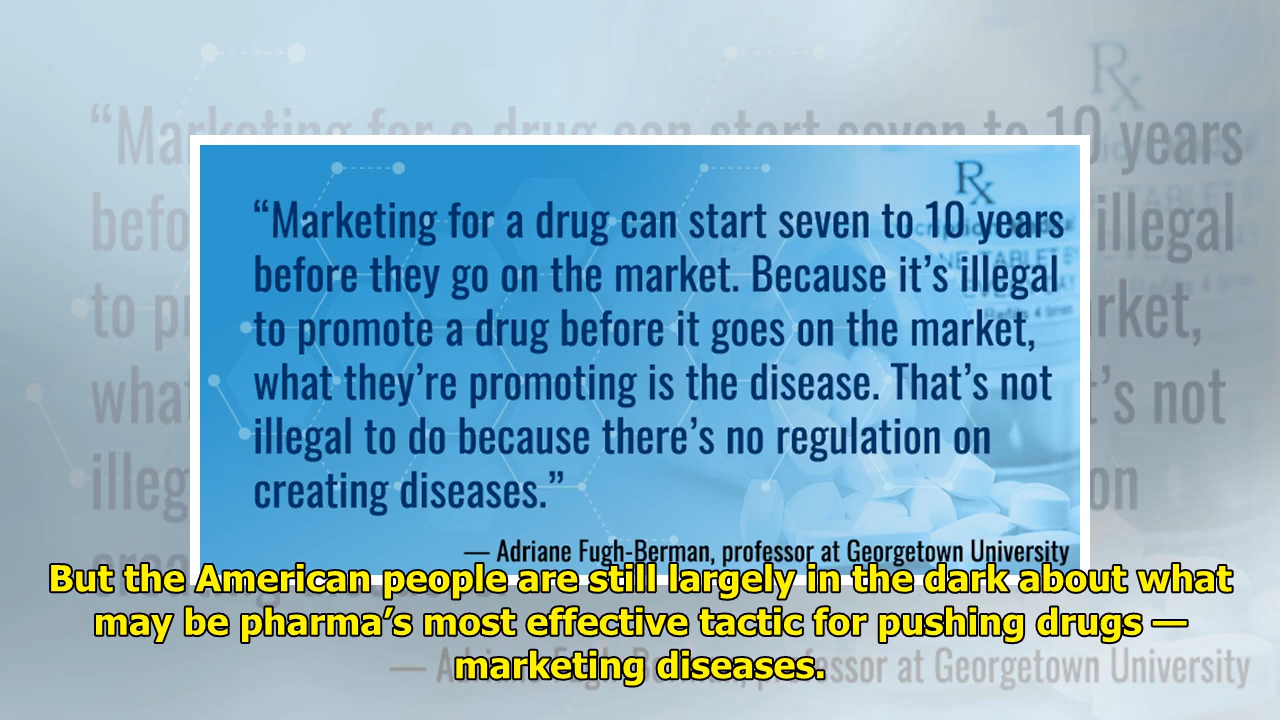 Rx
"Marketing for a drug can start seven to 10 years
before they go on the market. Because it's illegal
to promote a drug before it goes on the market,
what they're promoting is the disease. That's not
illegal to do because there's no regulation on
creating diseases."
— Adriane Fugh-Berman, professor at Georgetown University
But the American people are still largely in the dark about what
may be pharma's most effective tactic for pushing drugs —
marketing diseases.